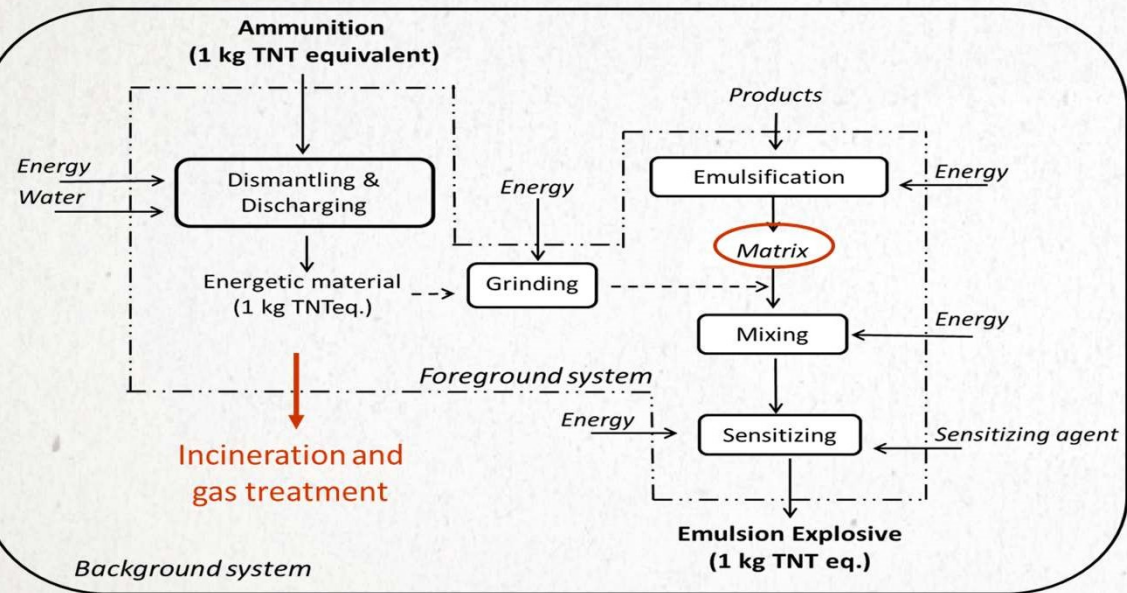 Ammunition
(1 kg TNT equivalent)
Products
Energy
Water
Dismantling &
Discharging
Energy
Emulsification
Energy
Matrix
Energetic material
(1 kg TNTeq.)
Grinding
Mixing
Energy
Foreground system
Energy
Sensitizing
Sensitizing agent
Incineration and
gas treatment
Emulsion Explosive
(1 kg TNT eq.)
Background system